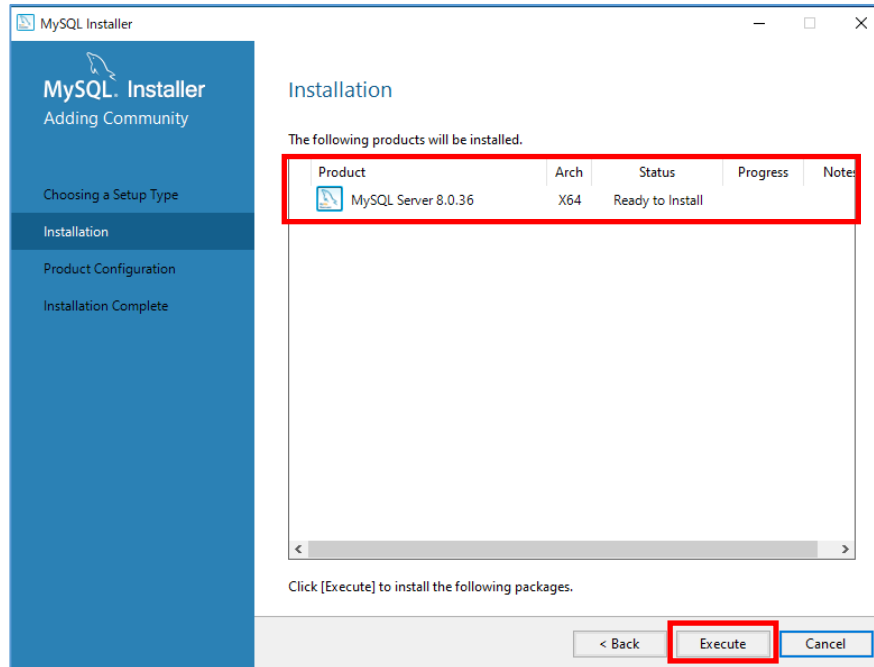 MySQL Installer
MySQL. Installer
Adding Community
Choosing a Setup Type
Installation
Product Configuration
Installation Complete
Installation
The following products will be installed.
Product Arch Status Progress Notes
MySQL Server 8.0.36 X64 Ready to Install
Click [Execute] to install the following packages.
< Back Execute Cancel